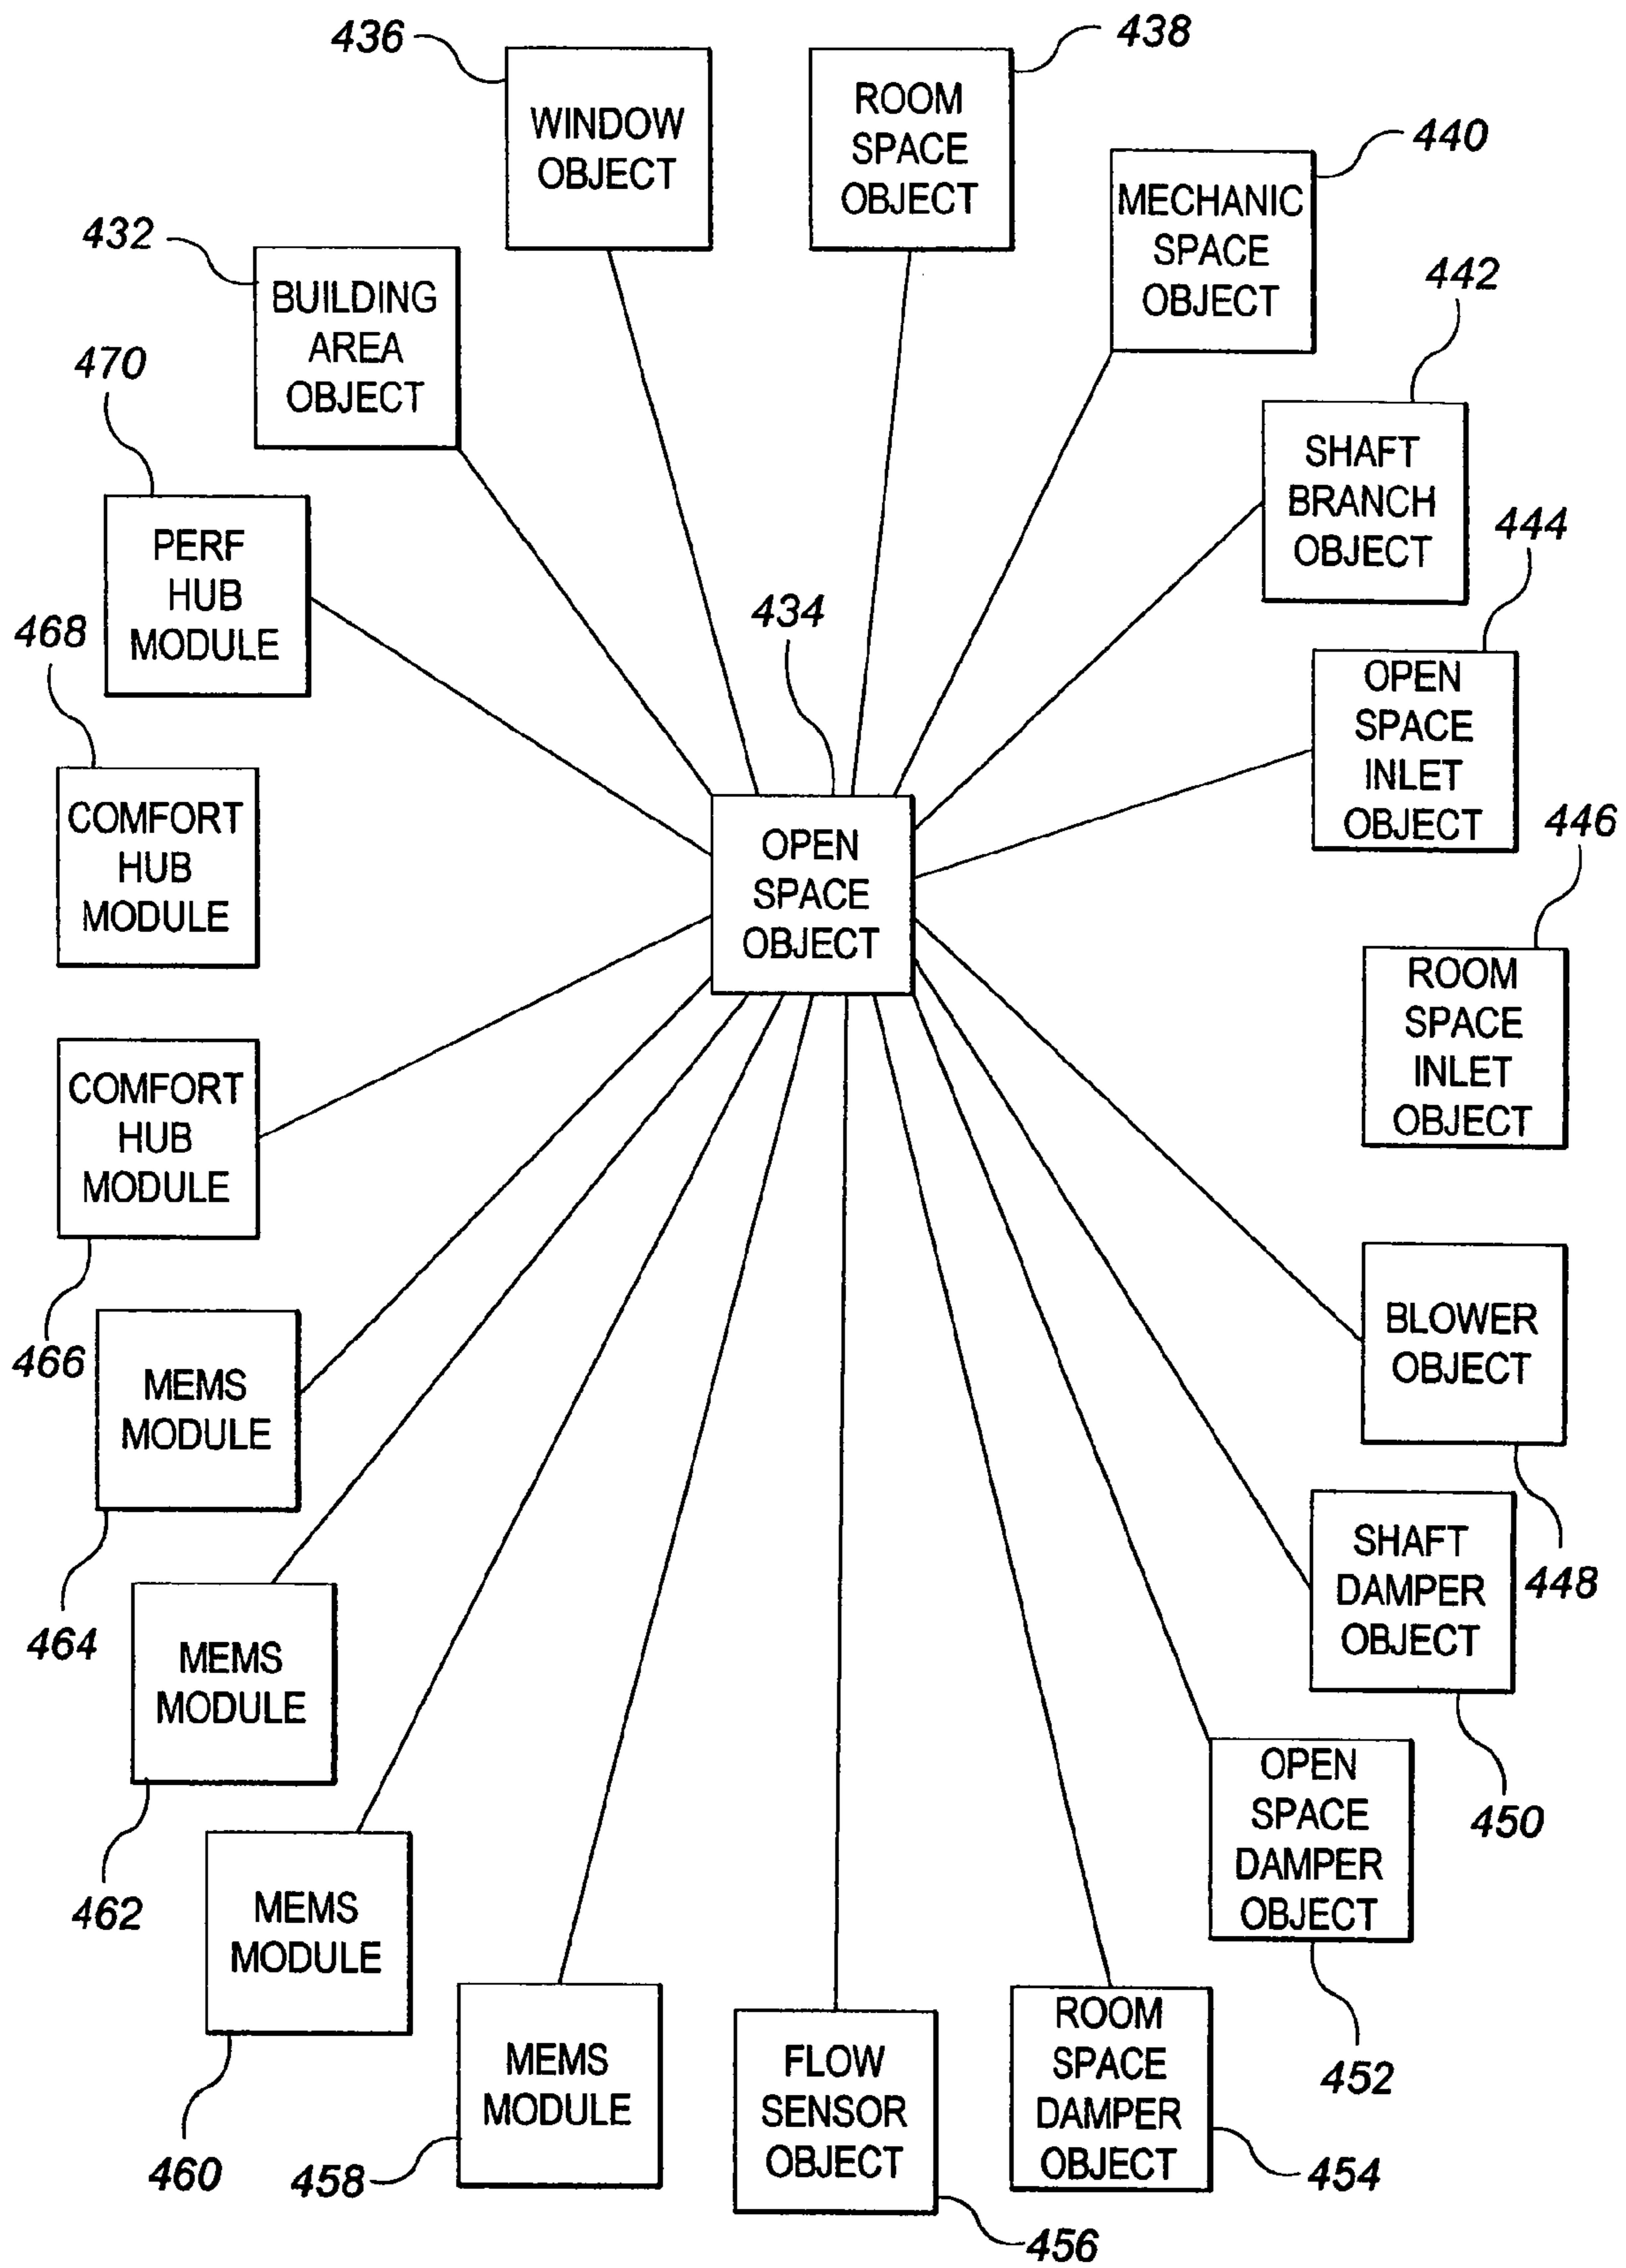 436
WINDOW
OBJECT
438
ROOM
SPACE
OBJECT
440
MECHANIC
SPACE
OBJECT
432
BUILDING
AREA
OBJECT
442
SHAFT
BRANCH
OBJECT
470
PERF
HUB
MODULE
444
OPEN
SPACE
INLET
OBJECT
468
COMFORT
HUB
MODULE
434
OPEN
SPACE
OBJECT
446
ROOM
SPACE
INLET
OBJECT
COMFORT
HUB
MODULE
466
BLOWER
OBJECT
448
MEMS
MODULE
464
SHAFT
DAMPER
OBJECT
450
MEMS
MODULE
462
OPEN
SPACE
DAMPER
OBJECT
452
MEMS
MODULE
460
MEMS
MODULE
458
FLOW
SENSOR
OBJECT
456
ROOM
SPACE
DAMPER
OBJECT
454